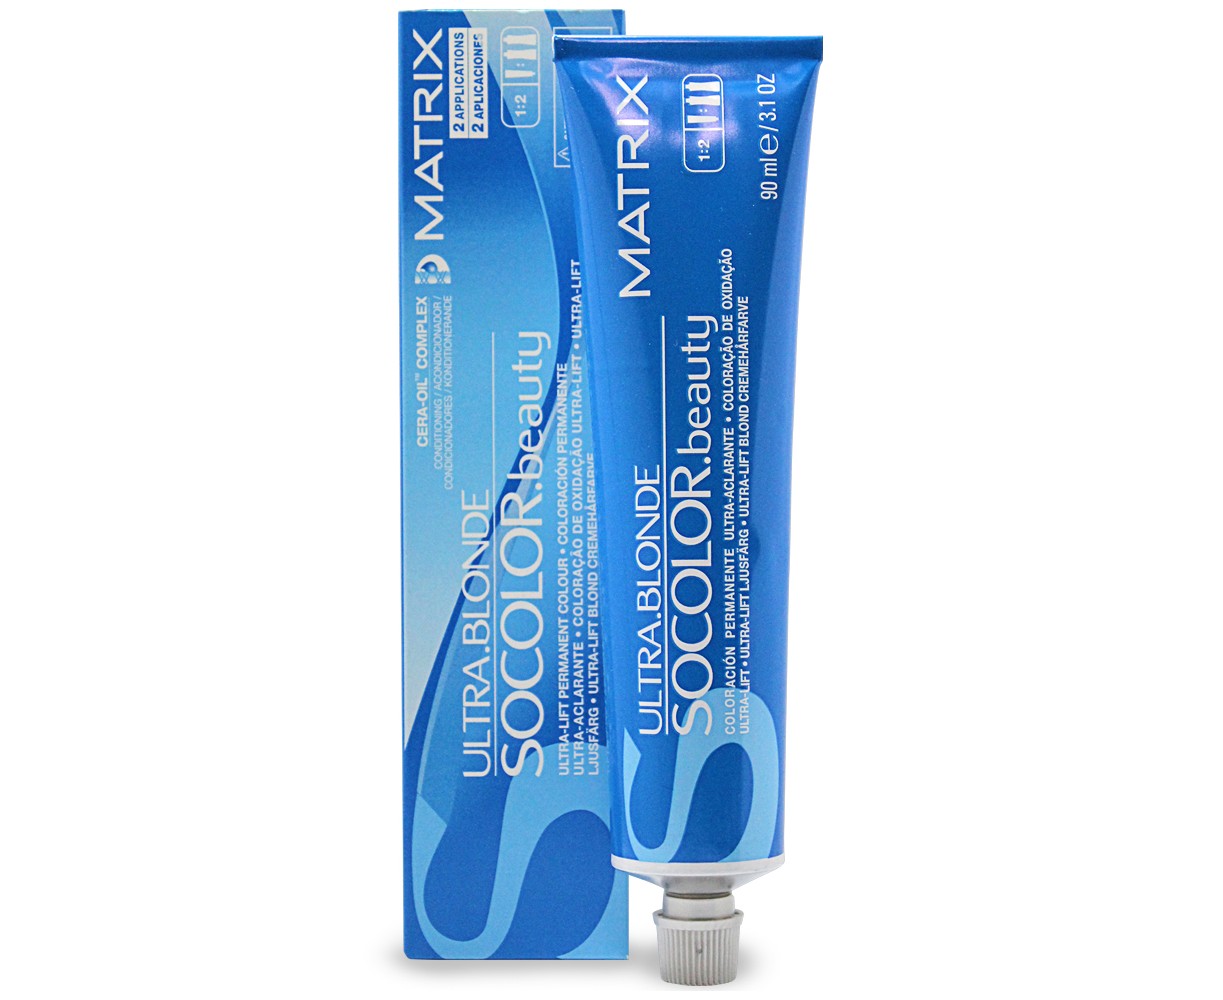 MATRIX
2 APPLICATIONS
2 APLICACIONES
1:2
CERA-OIL™ COMPLEX
CONDITIONING / ACONDICIONADOR /
CONDICIONADORES / KONDITIONERANDE
ULTRA.BLONDE
SOCOLOR.beauty
ULTRA-LIFT PERMANENT COLOUR • COLORACIÓN PERMANENTE
ULTRA-ACLARANTE • COLORAÇÃO DE OXIDAÇÃO ULTRA-LIFT • ULTRA-LIFT
LJUSFÄRG • ULTRA-LIFT BLOND CREMEHÅRFARVE
MATRIX
1:2
90 ml e / 3.1 OZ
ULTRA.BLONDE
SOCOLOR.beauty
COLORACIÓN PERMANENTE ULTRA-ACLARANTE • COLORAÇÃO DE OXIDAÇÃO
ULTRA-LIFT • ULTRA-LIFT LJUSFÄRG • ULTRA-LIFT BLOND CREMEHÅRFARVE